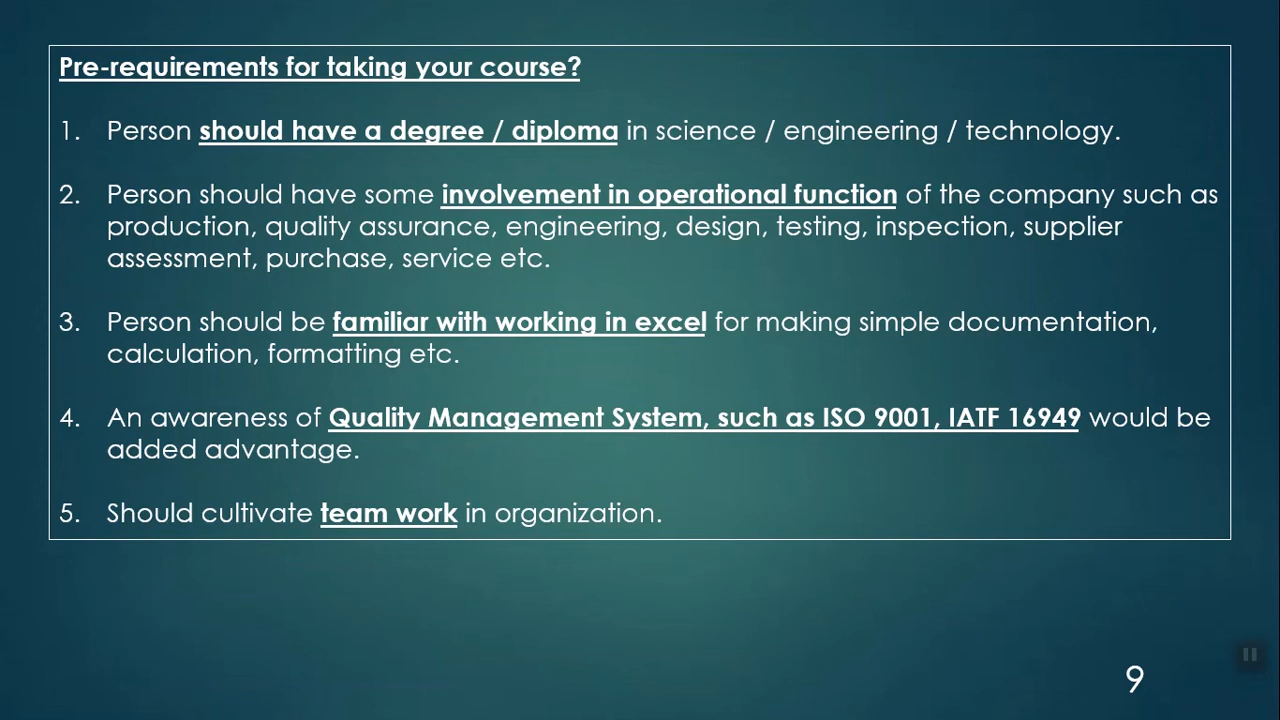 Pre-requirements for taking your course?
1. Person should have a degree / diploma in science / engineering / technology.
2. Person should have some involvement in operational function of the company such as
production, quality assurance, engineering, design, testing, inspection, supplier
assessment, purchase, service etc.
3. Person should be familiar with working in excel for making simple documentation,
calculation, formatting etc.
4. An awareness of Quality Management System, such as ISO 9001, IATF 16949 would be
added advantage.
5. Should cultivate team work in organization.
9